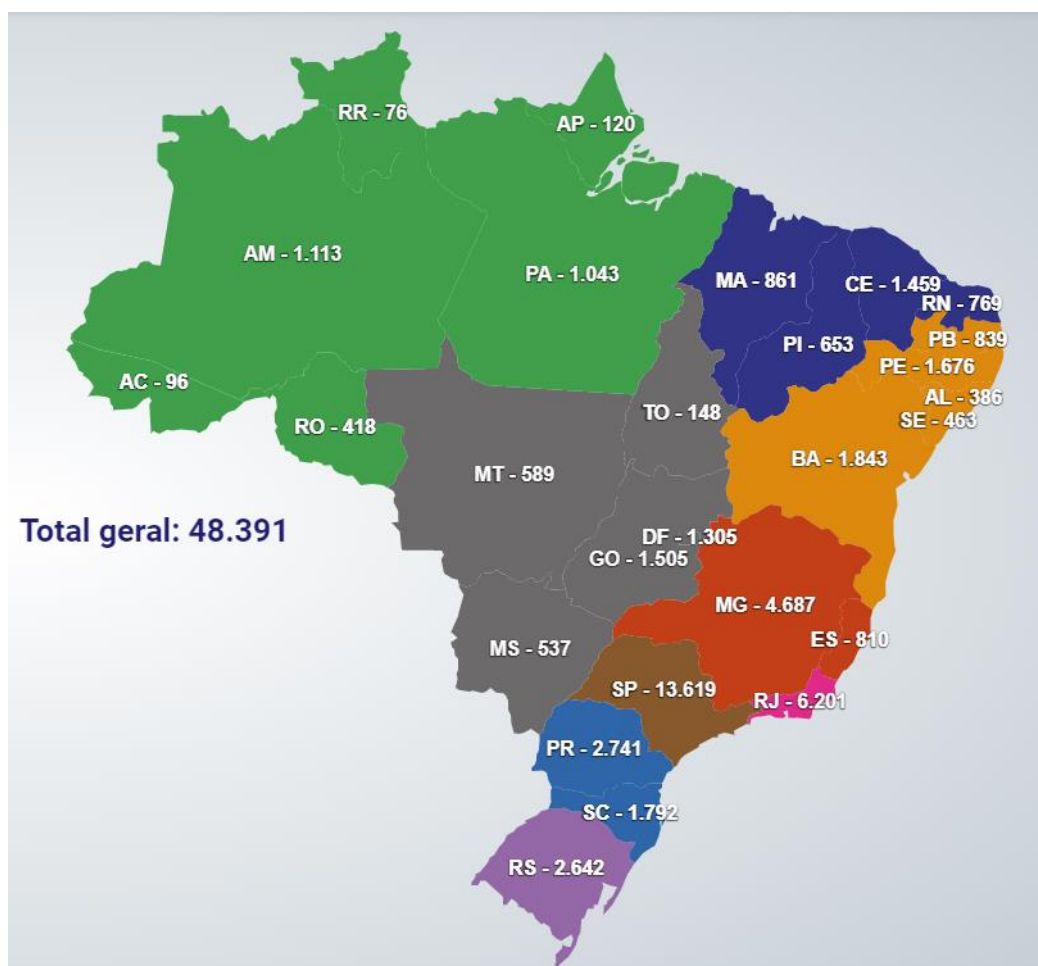 RR - 76
AP - 120
AM - 1.113
PA - 1.043
MA - 861
CE - 1.459
RN - 769
PI - 653
PB - 839
PE - 1.676
AC - 96
AL - 386
TO - 148
SE - 463
RO - 418
BA - 1.843
MT - 589
Total geral: 48.391
DF - 1.305
GO - 1.505
MG - 4.687
ES - 810
MS - 537
SP - 13.619
RJ - 6.201
PR - 2.741
SC - 1.792
RS - 2.642